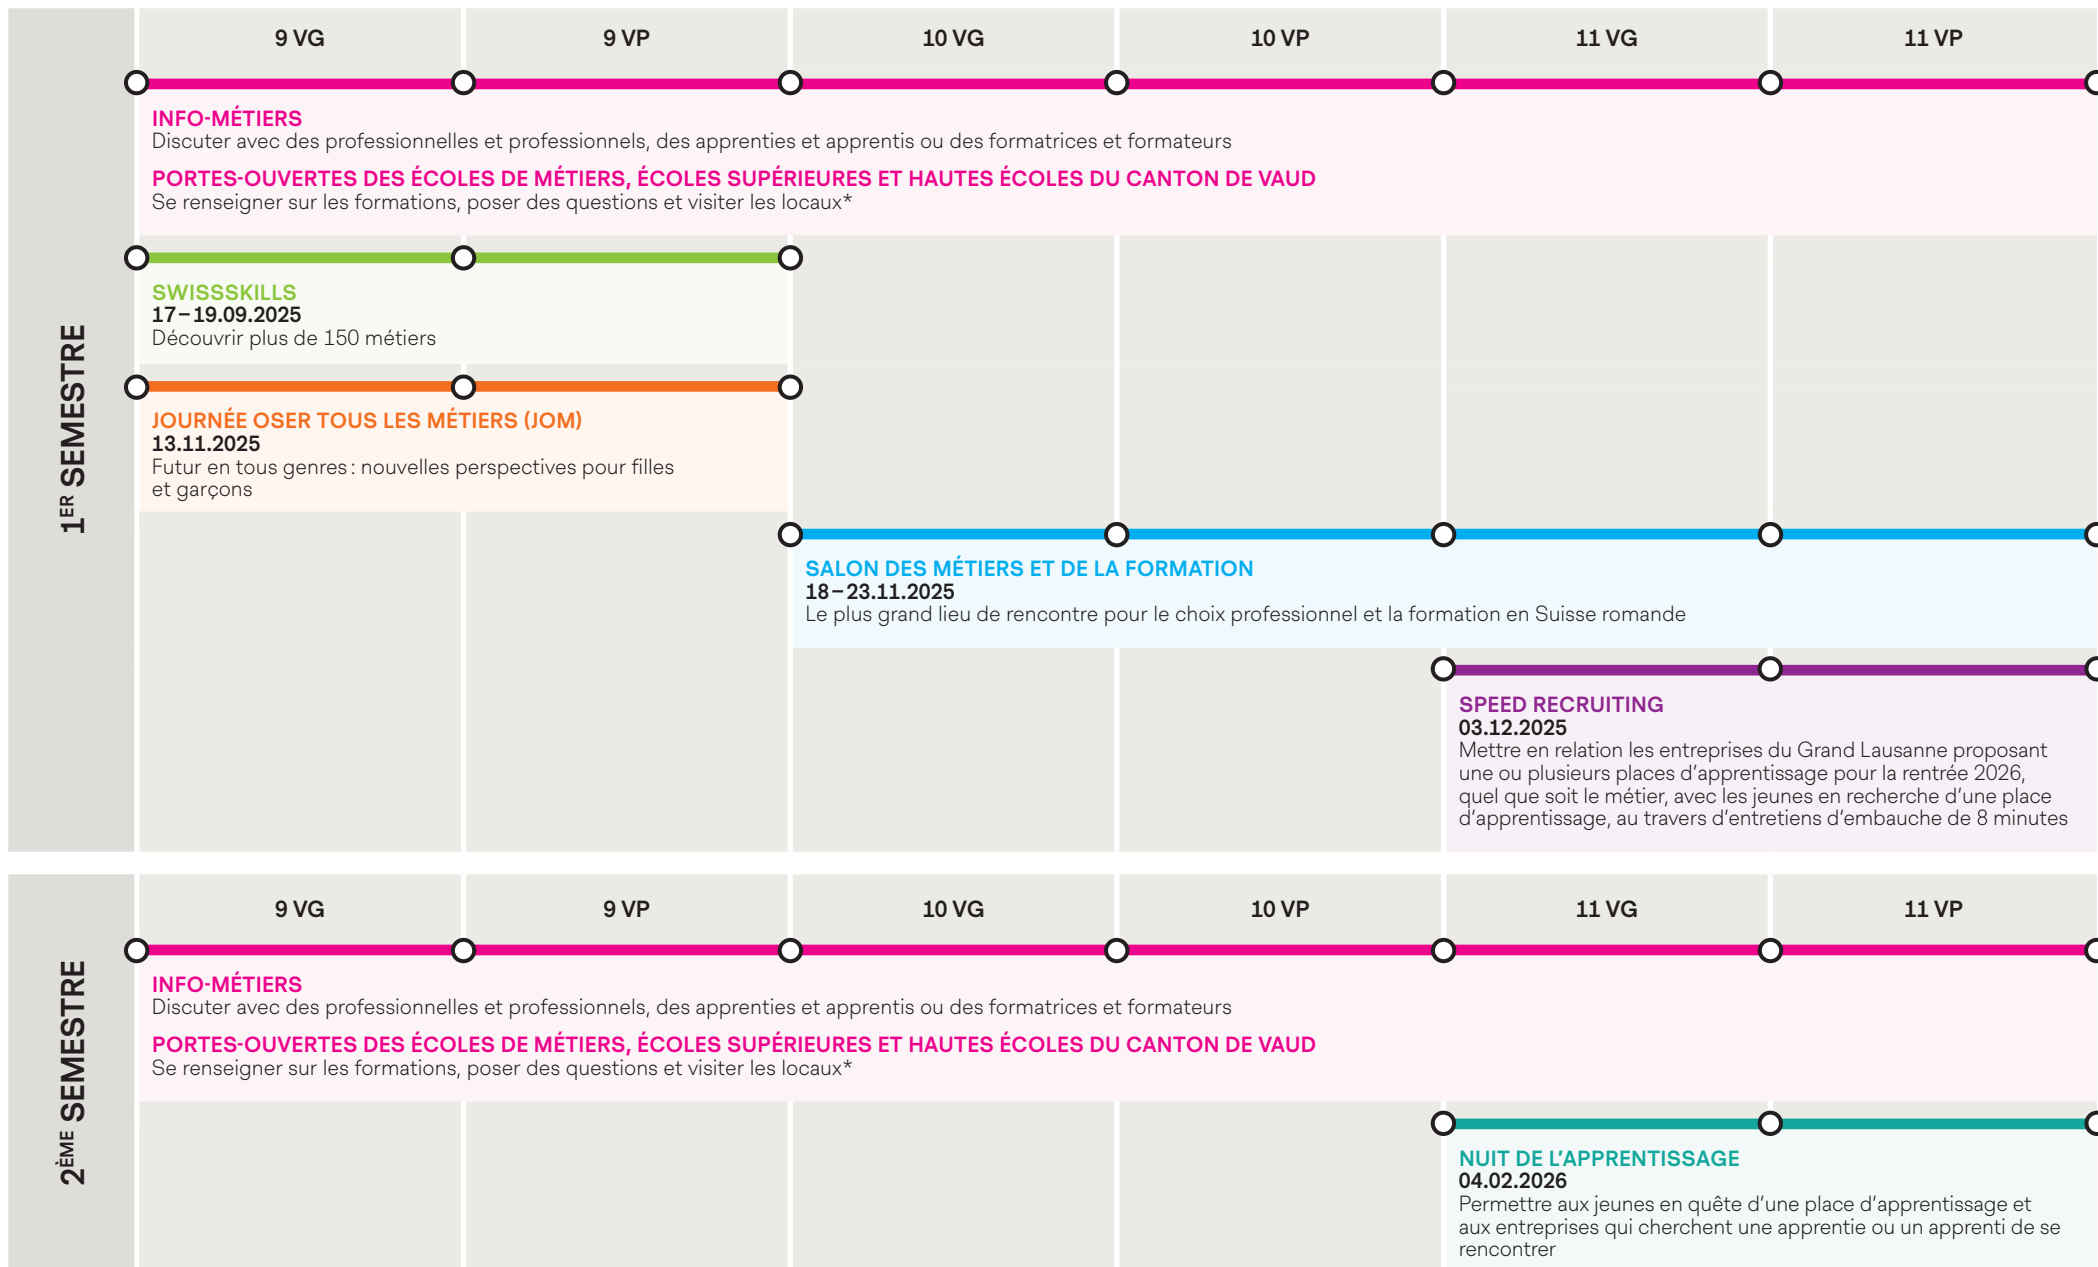 1ER SEMESTRE
9 VG
9 VP
10 VG
10 VP
11 VG
11 VP
INFO-MÉTIERS
Discuter avec des professionnelles et professionnels, des apprenties et apprentis ou des formatrices et formateurs
PORTES-OUVERTES DES ÉCOLES DE MÉTIERS, ÉCOLES SUPÉRIEURES ET HAUTES ÉCOLES DU CANTON DE VAUD
Se renseigner sur les formations, poser des questions et visiter les locaux*
SWISSSKILLS
17–19.09.2025
Découvrir plus de 150 métiers
JOURNÉE OSER TOUS LES MÉTIERS (JOM)
13.11.2025
Futur en tous genres : nouvelles perspectives pour filles
et garçons
SALON DES MÉTIERS ET DE LA FORMATION
18–23.11.2025
Le plus grand lieu de rencontre pour le choix professionnel et la formation en Suisse romande
SPEED RECRUITING
03.12.2025
Mettre en relation les entreprises du Grand Lausanne proposant
une ou plusieurs places d’apprentissage pour la rentrée 2026,
quel que soit le métier, avec les jeunes en recherche d’une place
d’apprentissage, au travers d’entretiens d’embauche de 8 minutes
2ÈME SEMESTRE
9 VG
9 VP
10 VG
10 VP
11 VG
11 VP
INFO-MÉTIERS
Discuter avec des professionnelles et professionnels, des apprenties et apprentis ou des formatrices et formateurs
PORTES-OUVERTES DES ÉCOLES DE MÉTIERS, ÉCOLES SUPÉRIEURES ET HAUTES ÉCOLES DU CANTON DE VAUD
Se renseigner sur les formations, poser des questions et visiter les locaux*
NUIT DE L’APPRENTISSAGE
04.02.2026
Permettre aux jeunes en quête d’une place d’apprentissage et
aux entreprises qui cherchent une apprentie ou un apprenti de se
rencontrer